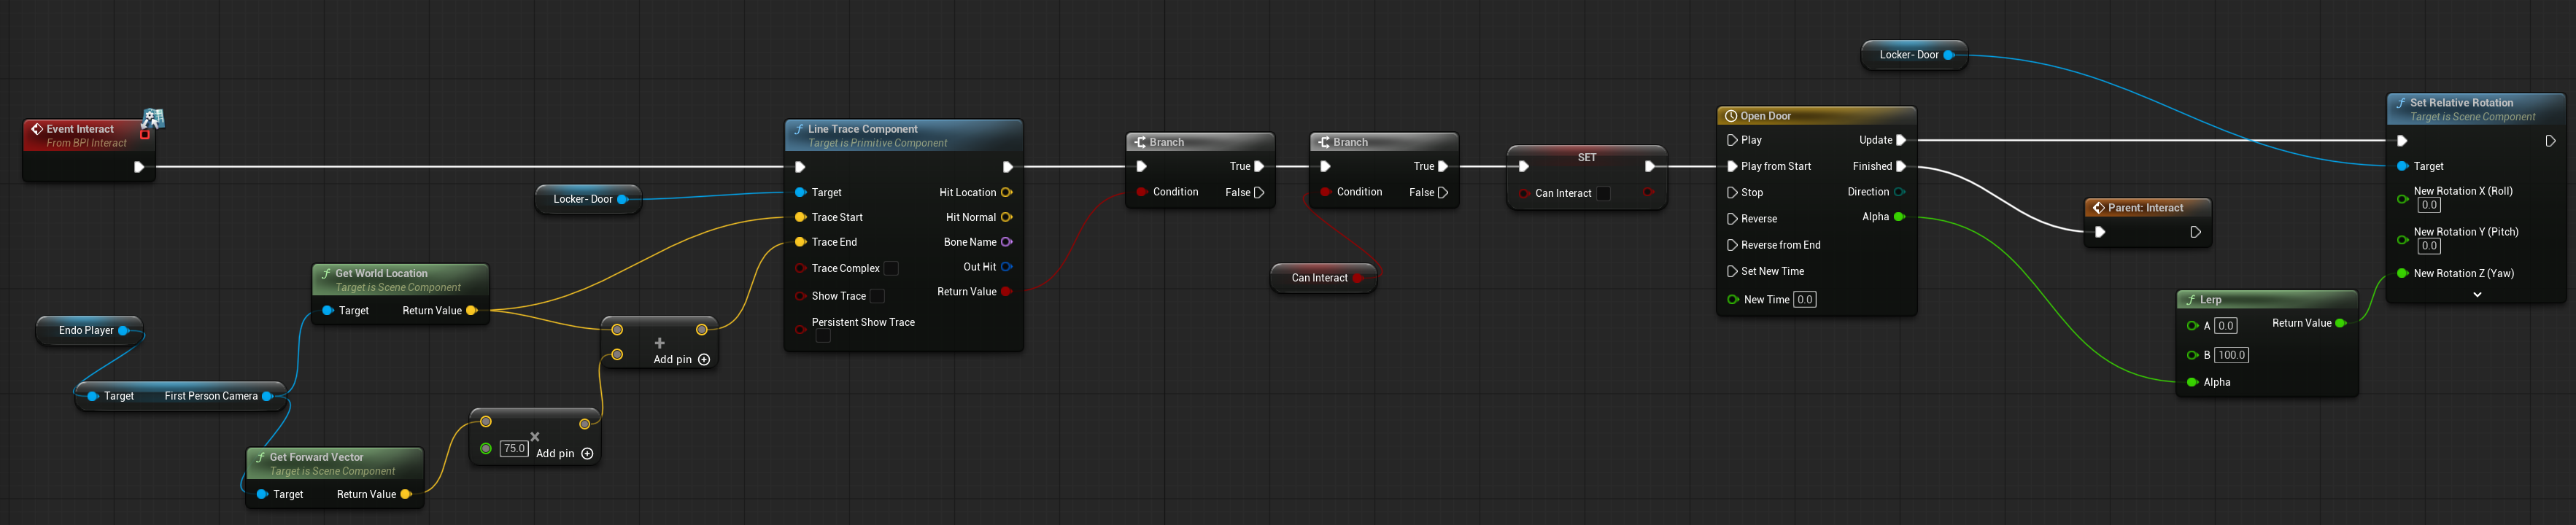 Event Interact
From BPI Interact
Endo Player
Target First Person Camera
Get World Location
Target is Scene Component
Target Return Value
Get Forward Vector
Target is Scene Component
Target Return Value
75.0 Add pin
Add pin
Locker- Door
Line Trace Component
Target is Primitive Component
Target Hit Location
Trace Start Hit Normal
Trace End Bone Name
Trace Complex Out Hit
Show Trace Return Value
Persistent Show Trace
Branch
True
Condition False
Can Interact
Branch
True
Condition False
SET
Can Interact
Open Door
Play Update
Play from Start Finished
Stop Direction
Reverse Alpha
Reverse from End
Set New Time
New Time 0.0
Locker- Door
Parent: Interact
Lerp
A 0.0 Return Value
B 100.0
Alpha
Set Relative Rotation
Target is Scene Component
Target
New Rotation X (Roll)
0.0
New Rotation Y (Pitch)
0.0
New Rotation Z (Yaw)